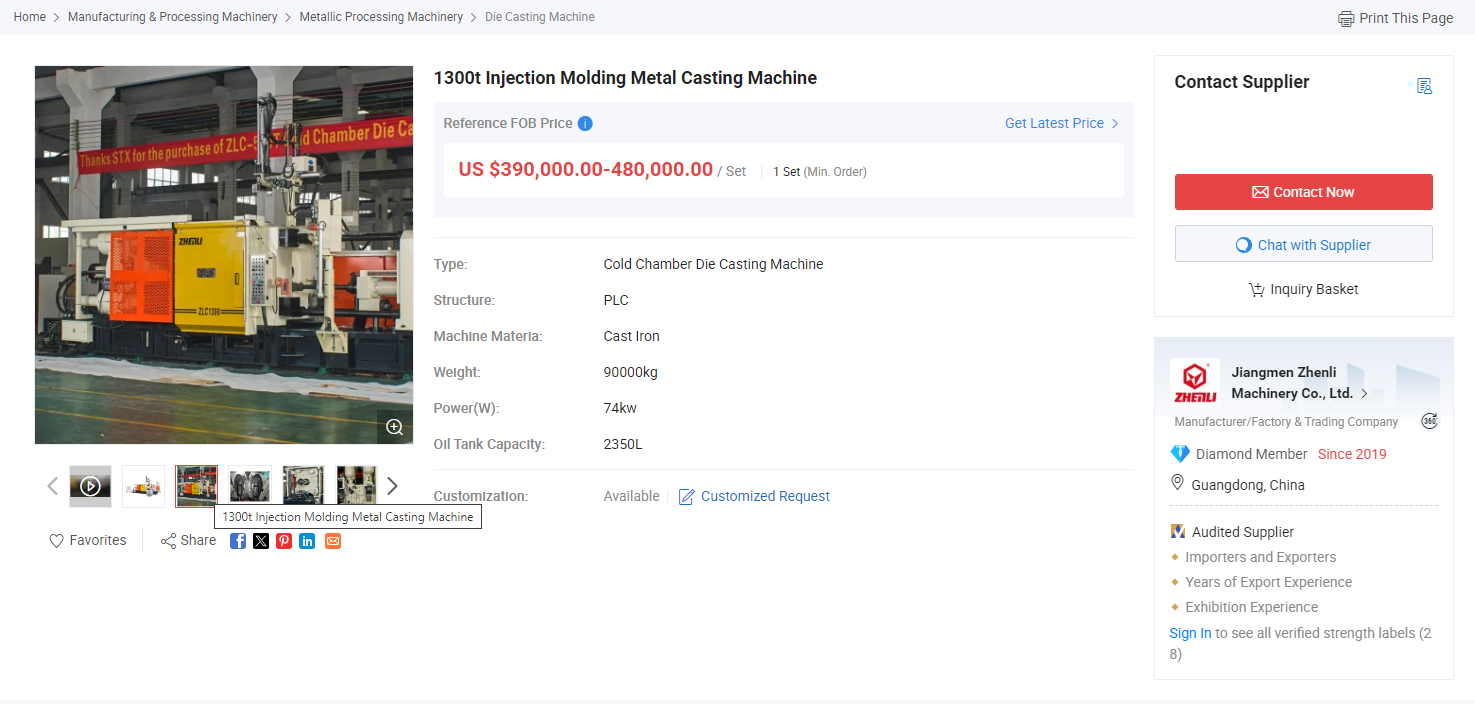 Home > Manufacturing & Processing Machinery > Metallic Processing Machinery > Die Casting Machine
Print This Page
Thanks STX for the purchase of ZLC- Cold Chamber Die Ca
ZHENLI
ZLC1300
1300t Injection Molding Metal Casting Machine
Favorites
Share
1300t Injection Molding Metal Casting Machine
Reference FOB Price
Get Latest Price >
US $390,000.00-480,000.00 / Set
1 Set (Min. Order)
Type: Cold Chamber Die Casting Machine
Structure: PLC
Machine Materia: Cast Iron
Weight: 90000kg
Power(W): 74kw
Oil Tank Capacity: 2350L
Customization: Available | Customized Request
Contact Supplier
Contact Now
Chat with Supplier
Inquiry Basket
ZHENLI
Jiangmen Zhenli
Machinery Co., Ltd. >
Manufacturer/Factory & Trading Company
360
Diamond Member Since 2019
Guangdong, China
Audited Supplier
Importers and Exporters
Years of Export Experience
Exhibition Experience
Sign In to see all verified strength labels (2
8)